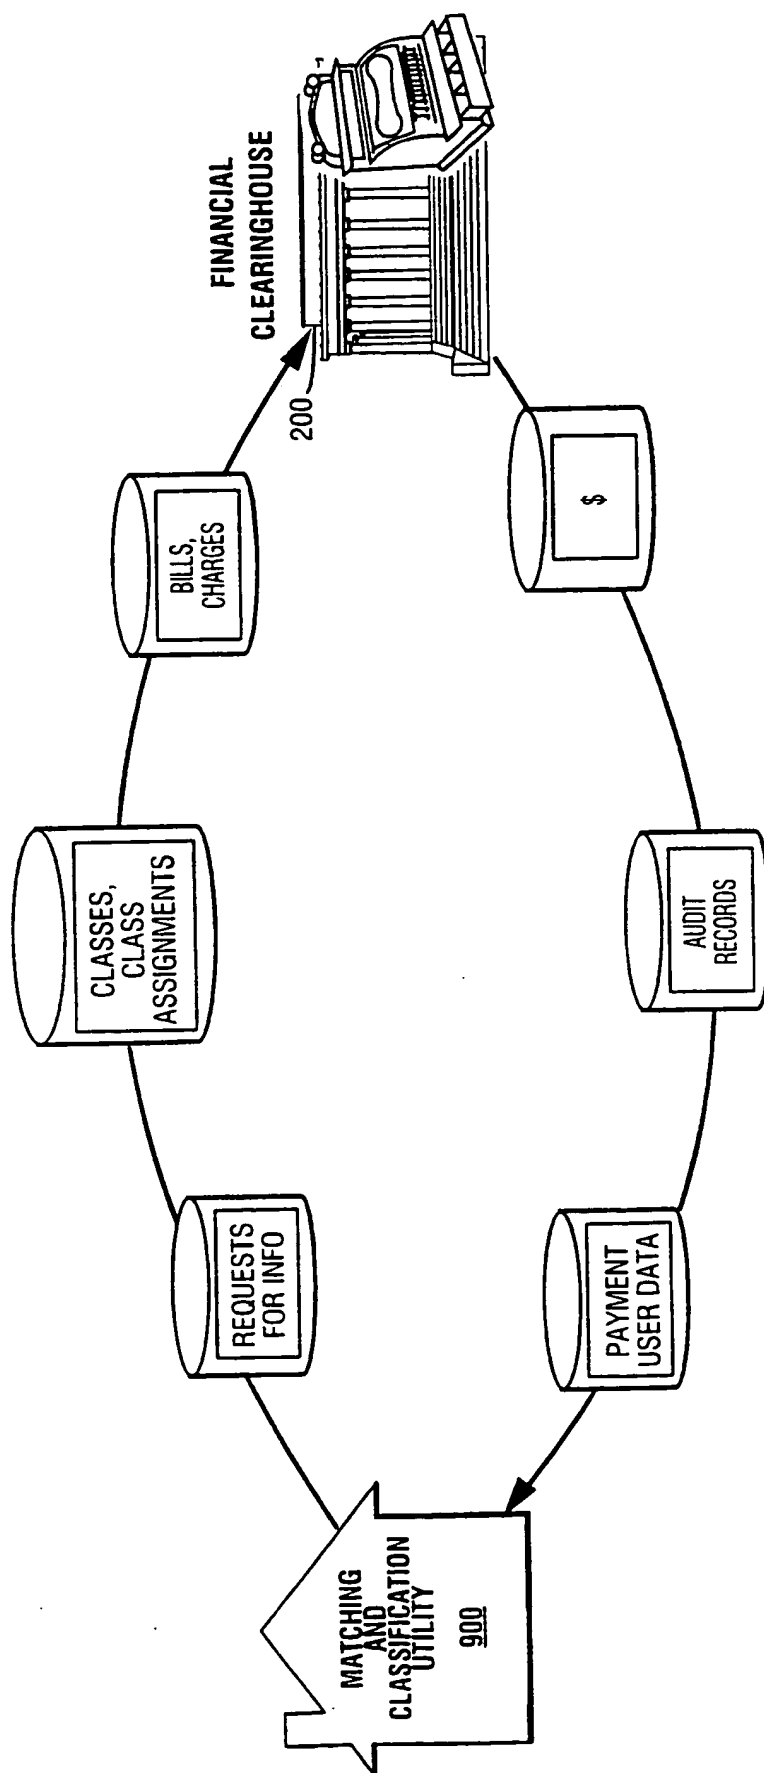 FINANCIAL
CLEARINGHOUSE
200
BILLS,
CHARGES
CLASSES,
CLASS
ASSIGNMENTS
REQUESTS
FOR INFO
MATCHING
AND
CLASSIFICATION
UTILITY
900
PAYMENT
USER DATA
AUDIT
RECORDS
$